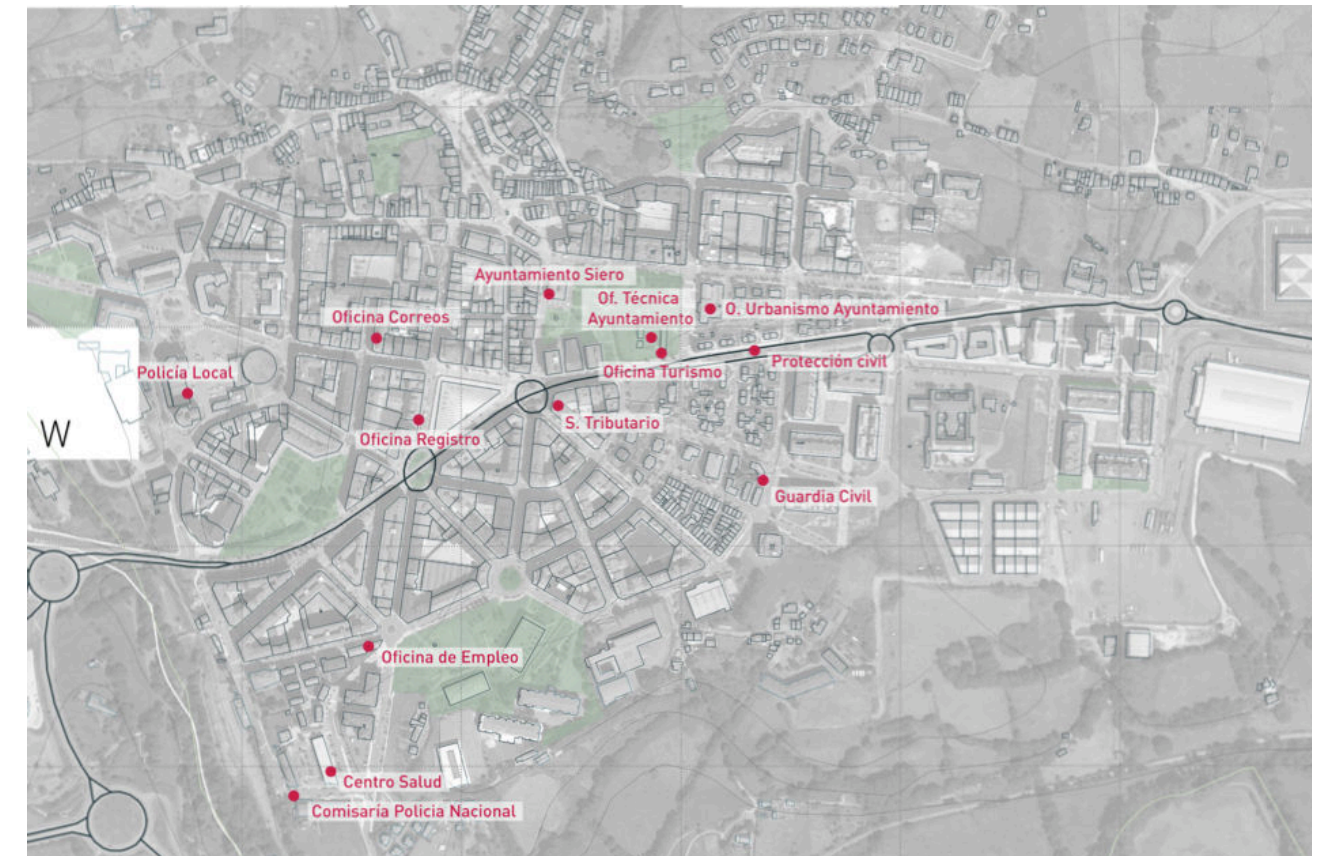 Ayuntamiento Siero
Of. Técnica
Ayuntamiento
O. Urbanismo Ayuntamiento
Oficina Correos
Protección civil
Oficina Turismo
Policía Local
S. Tributario
W
Oficina Registro
Guardia Civil
Oficina de Empleo
Centro Salud
Comisaría Policia Nacional